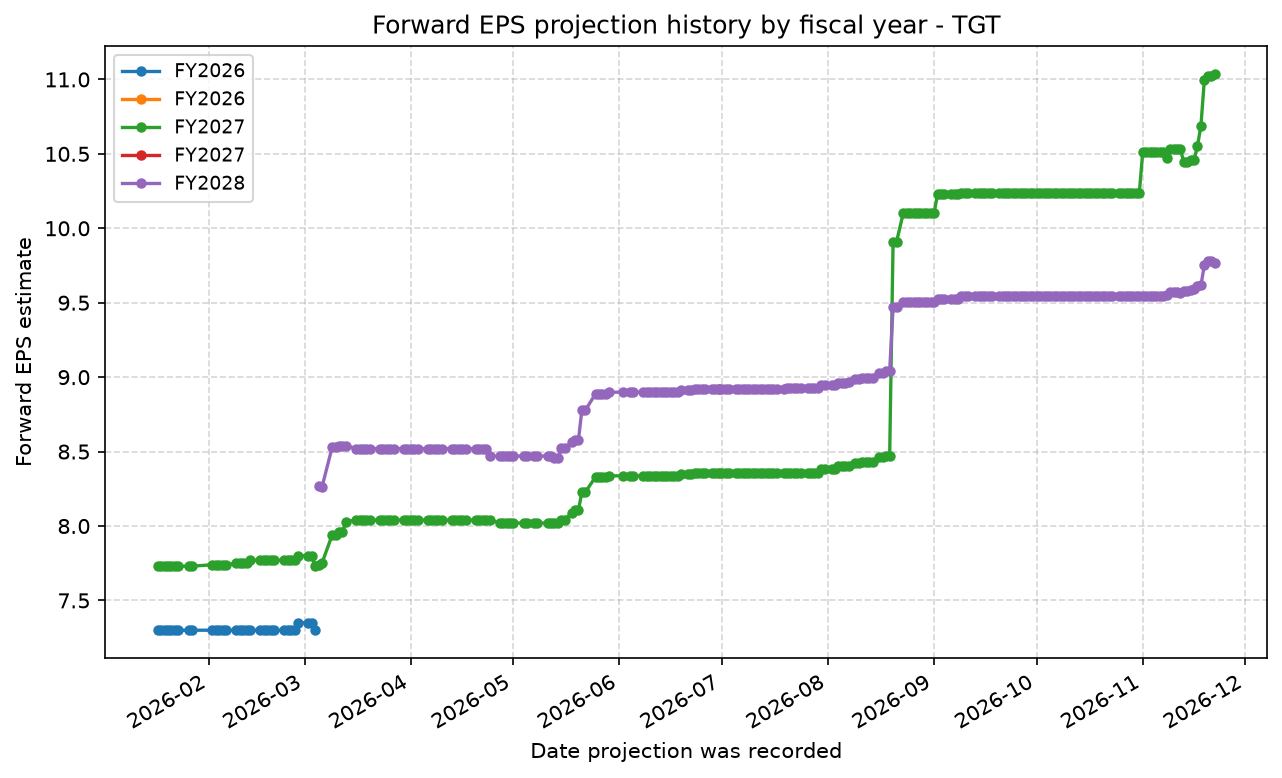 Forward EPS projection history by fiscal year - TGT
FY2026
FY2026
FY2027
FY2027
FY2028
Forward EPS estimate
11.0
10.5
10.0
9.5
9.0
8.5
8.0
7.5
2026-02
2026-03
2026-04
2026-05
2026-06
2026-07
2026-08
2026-09
2026-10
2026-11
2026-12
Date projection was recorded